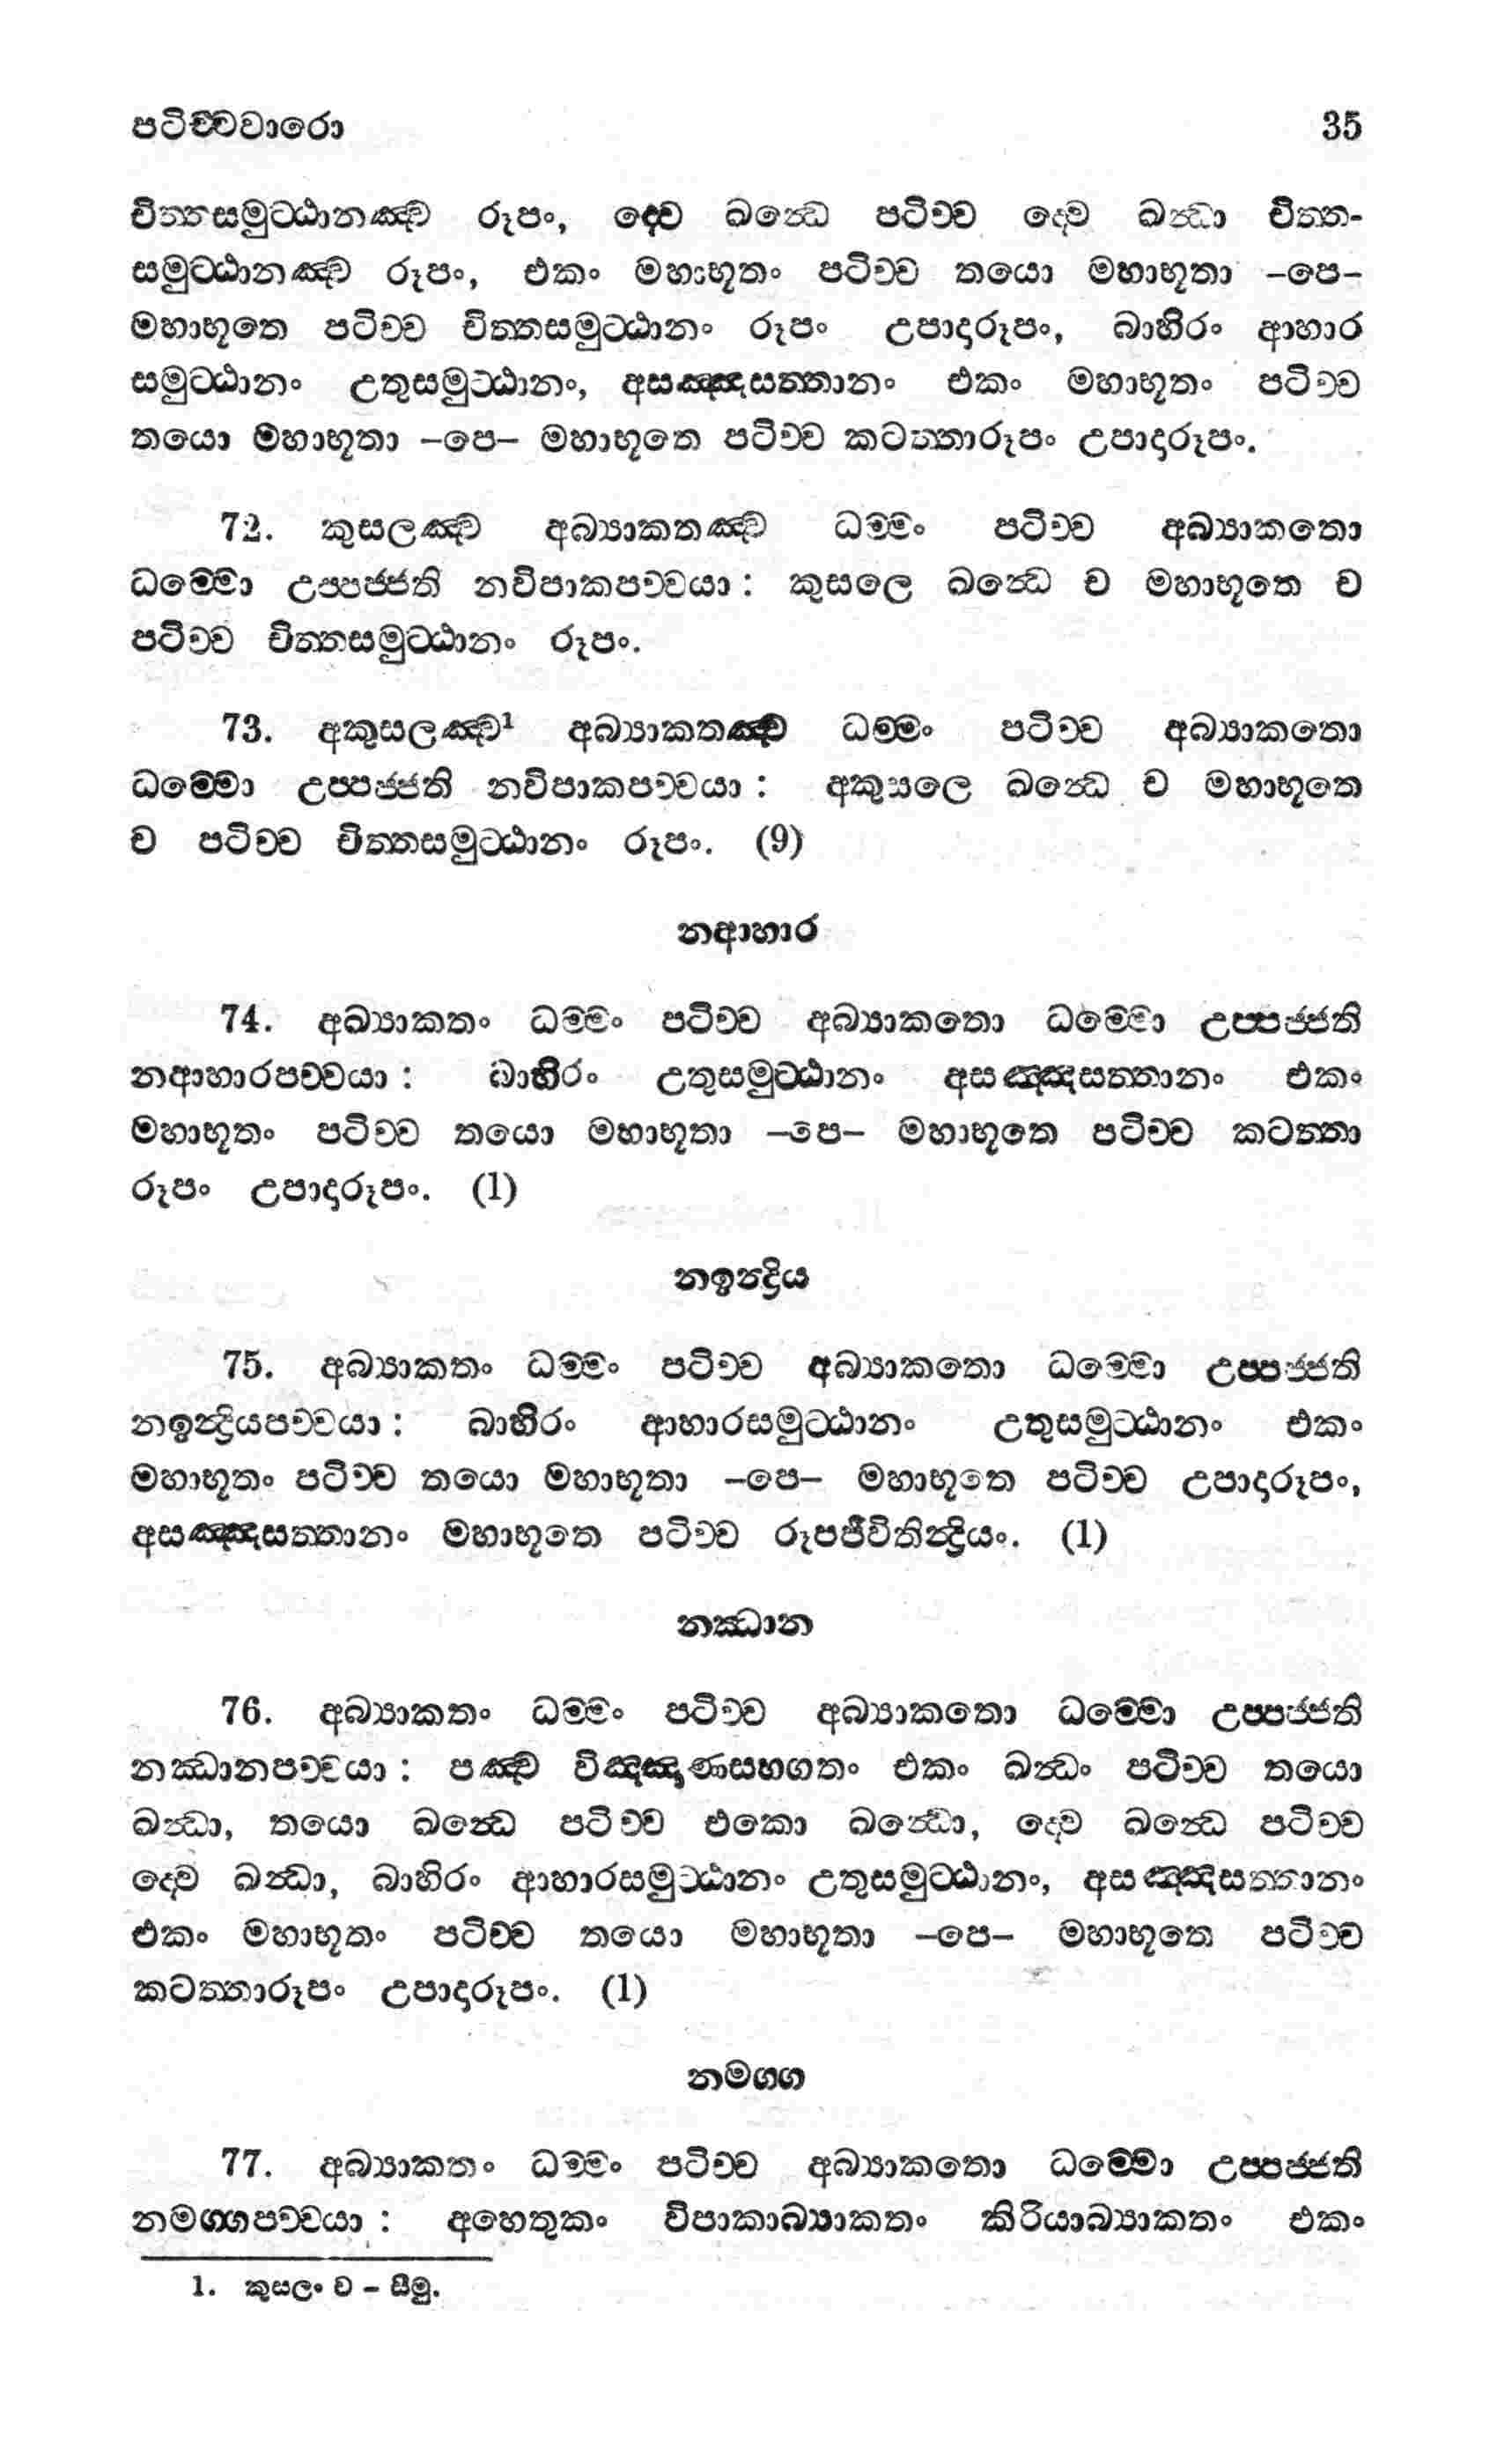 පටිච්චවාරො 35
චිත්තසමුට්ඨානඤ්ච රූපං, ද්වෙ ඛන්ධෙ පටිච්ච ද්වෙ ඛන්ධා චිත්ත-
සමුට්ඨානඤ්ච රූපං, එකං මහාභූතං පටිච්ච තයො මහාභූතා –පෙ–
මහාභූතෙ පටිච්ච චිත්තසමුට්ඨානං රූපං උපාදාරූපං, බාහිරං ආහාර
සමුට්ඨානං උතුසමුට්ඨානං, අසඤ්ඤසත්තානං එකං මහාභූතං පටිච්ච
තයො මහාභූතා –පෙ– මහාභූතෙ පටිච්ච කටත්තාරූපං උපාදාරූපං.
72. කුසලඤ්ච අබ්‍යාකතඤ්ච ධම්මං පටිච්ච අබ්‍යාකතො
ධම්මො උප්පජ්ජති නවිපාකපච්චයා : කුසලෙ ඛන්ධෙ ච මහාභූතෙ ච
පටිච්ච චිත්තසමුට්ඨානං රූපං.
73. අකුසලඤ්ච¹ අබ්‍යාකතඤ්ච ධම්මං පටිච්ච අබ්‍යාකතො
ධම්මො උප්පජ්ජති නවිපාකපච්චයා : අකුසලෙ ඛන්ධෙ ච මහාභූතෙ
ච පටිච්ච චිත්තසමුට්ඨානං රූපං. (9)
නආහාර
74. අඛ්‍යාකතං ධම්මං පටිච්ච අබ්‍යාකතො ධම්මො උප්පජ්ජති
නආහාරපච්චයා : බාහිරං උතුසමුට්ඨානං අසඤ්ඤසත්තානං එකං
මහාභූතං පටිච්ච තයො මහාභූතා –පෙ– මහාභූතෙ පටිච්ච කටත්තා
රූපං උපාදාරූපං. (1)
නඉන්ද්‍රිය
75. අබ්‍යාකතං ධම්මං පටිච්ච අබ්‍යාකතො ධම්මො උප්පජ්ජති
නඉන්ද්‍රියපච්චයා : බාහිරං ආහාරසමුට්ඨානං උතුසමුට්ඨානං එකං
මහාභූතං පටිච්ච තයො මහාභූතා –පෙ– මහාභූතෙ පටිච්ච උපාදාරූපං,
අසඤ්ඤසත්තානං මහාභූතෙ පටිච්ච රූපජීවිතින්ද්‍රියං. (1)
නඣාන
76. අබ්‍යාකතං ධම්මං පටිච්ච අබ්‍යාකතො ධම්මො උප්පජ්ජති
නඣානපච්චයා : පඤ්ච විඤ්ඤාණසහගතං එකං ඛන්ධං පටිච්ච තයො
ඛන්ධා, තයො ඛන්ධෙ පටිච්ච එකො ඛන්ධො, ද්වෙ ඛන්ධෙ පටිච්ච
ද්වෙ ඛන්ධා, බාහිරං ආහාරසමුට්ඨානං උතුසමුට්ඨානං, අසඤ්ඤසත්තානං
එකං මහාභූතං පටිච්ච තයො මහාභූතා –පෙ– මහාභූතෙ පටිච්ච
කටත්තාරූපං උපාදාරූපං. (1)
නමග්ග
77. අබ්‍යාකතං ධම්මං පටිච්ච අබ්‍යාකතො ධම්මො උප්පජ්ජති
නමග්ගපච්චයා : අහෙතුකං විපාකාබ්‍යාකතං කිරියාබ්‍යාකතං එකං
1. කුසලං ච – සීමු.